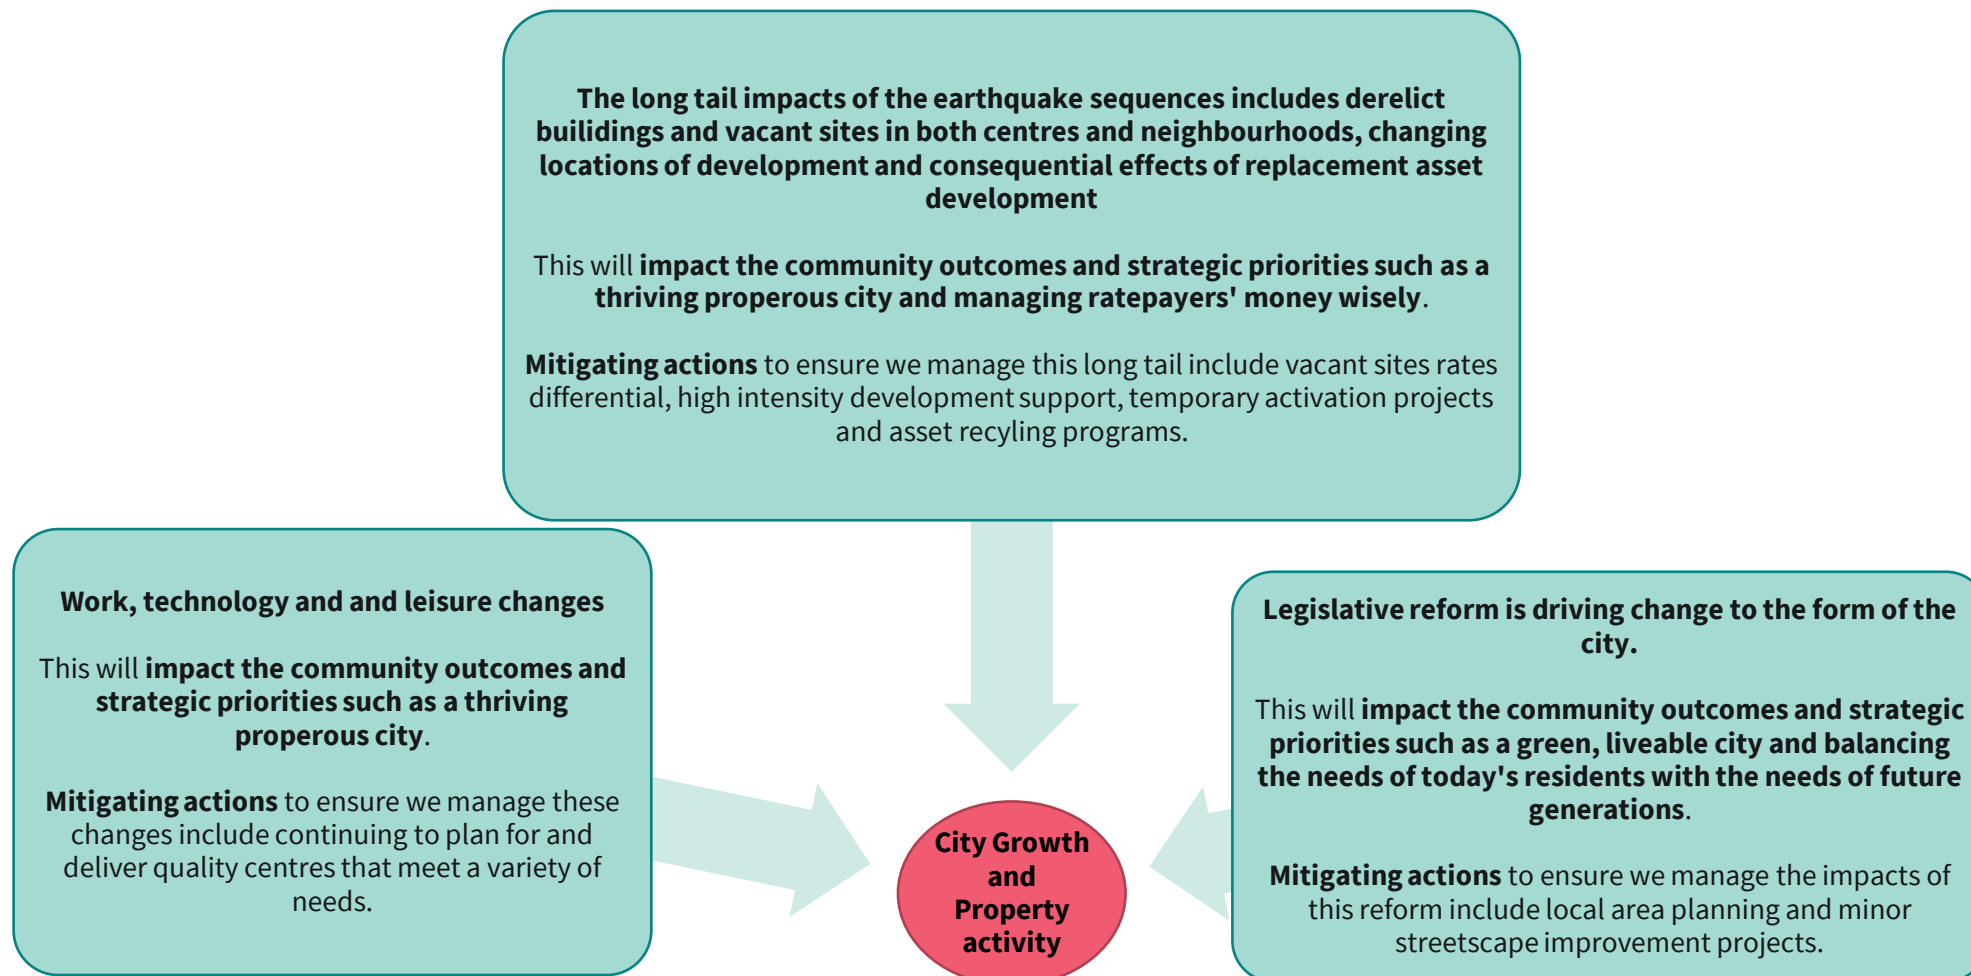 The long tail impacts of the earthquake sequences includes derelict
builidings and vacant sites in both centres and neighbourhoods, changing
locations of development and consequential effects of replacement asset
development
This will impact the community outcomes and strategic priorities such as a
thriving properous city and managing ratepayers' money wisely.
Mitigating actions to ensure we manage this long tail include vacant sites rates
differential, high intensity development support, temporary activation projects
and asset recyling programs.
Work, technology and and leisure changes
This will impact the community outcomes and
strategic priorities such as a thriving
properous city.
Mitigating actions to ensure we manage these
changes include continuing to plan for and
deliver quality centres that meet a variety of
needs.
City Growth
and
Property
activity
Legislative reform is driving change to the form of the
city.
This will impact the community outcomes and strategic
priorities such as a green, liveable city and balancing
the needs of today's residents with the needs of future
generations.
Mitigating actions to ensure we manage the impacts of
this reform include local area planning and minor
streetscape improvement projects.